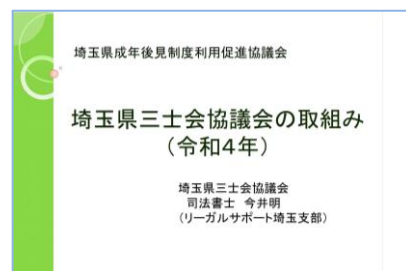 埼玉県成年後見制度利用促進協議会
埼玉県三士会協議会の取組み
（令和４年）
埼玉県三士会協議会
司法書士　今井明
（リーガルサポート埼玉支部）